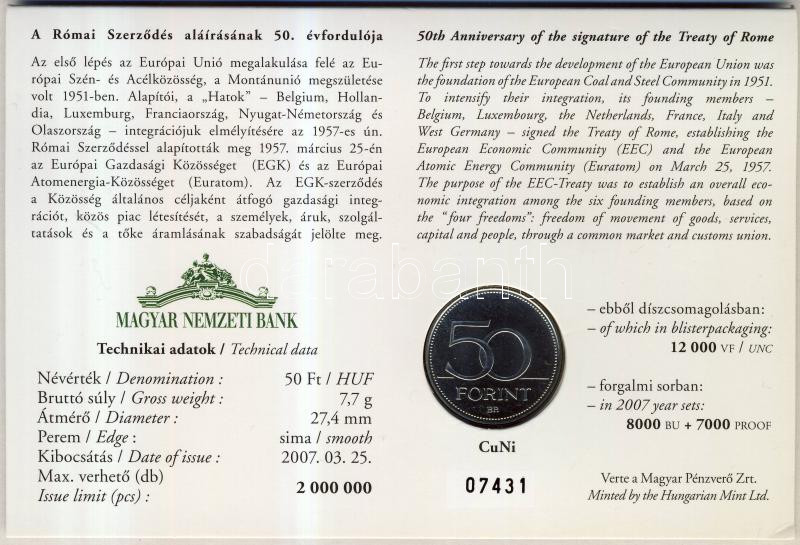 A Római Szerződés aláírásának 50. évfordulója
Az első lépés az Európai Unió megalakulása felé az Eu-
rópai Szén- és Acélközösség, a Montánunió megszületése
volt 1951-ben. Alapítói, a „Hatok” – Belgium, Hollan-
dia, Luxemburg, Franciaország, Nyugat-Németország és
Olaszország – integrációjuk elmélyítésére az 1957-es ún.
Római Szerződéssel alapították meg 1957. március 25-én
az Európai Gazdasági Közösséget (EGK) és az Európai
Atomenergia-Közösséget (Euratom). Az EGK-szerződés
a Közösség általános céljaként átfogó gazdasági integ-
rációt, közös piac létesítését, a személyek, áruk, szolgál-
tatások és a tőke áramlásának szabadságát jelölte meg.
50th Anniversary of the signature of the Treaty of Rome
The first step towards the development of the European Union was
the foundation of the European Coal and Steel Community in 1951.
To intensify their integration, its founding members –
Belgium, Luxembourg, the Netherlands, France, Italy and
West Germany – signed the Treaty of Rome, establishing the
European Economic Community (EEC) and the European
Atomic Energy Community (Euratom) on March 25, 1957.
The purpose of the EEC-Treaty was to establish an overall eco-
nomic integration among the six founding members, based on
the “four freedoms”: freedom of movement of goods, services,
capital and people, through a common market and customs union.
darabanth
MAGYAR NEMZETI BANK
Technikai adatok / Technical data
Névérték / Denomination : 50 Ft / HUF
Bruttó súly / Gross weight : 7,7 g
Átmérő / Diameter : 27,4 mm
Perem / Edge : sima / smooth
Kibocsátás / Date of issue : 2007. 03. 25.
Max. verhető (db)
Issue limit (pcs) : 2 000 000
50
FORINT
BP.
CuNi
07431
– ebből díszcsomagolásban:
– of which in blisterpackaging:
12 000 VF / UNC
– forgalmi sorban:
– in 2007 year sets:
8000 BU + 7000 PROOF
Verte a Magyar Pénzverő Zrt.
Minted by the Hungarian Mint Ltd.